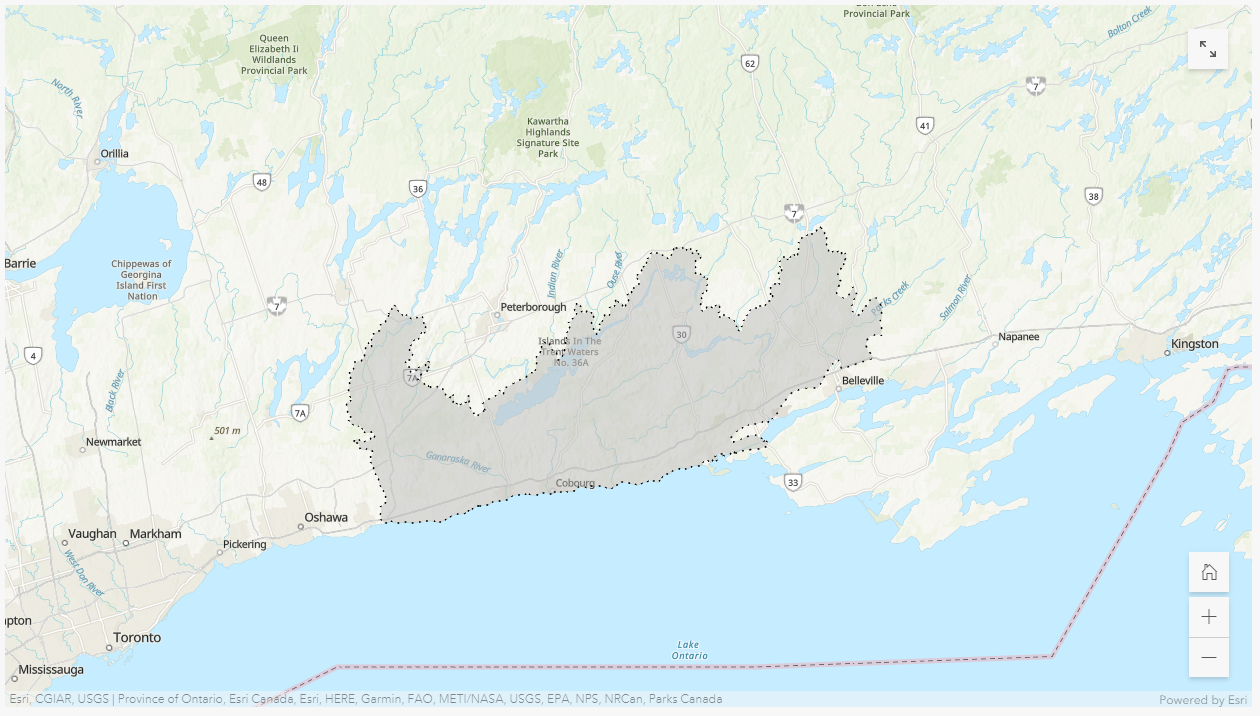 Provincial Park
Bolton Creek
Queen
Elizabeth Ii
Wildlands
Provincial Park
62
7
North River
Kawartha
Highlands
Signature Site
Park
41
Orillia
48
36
38
7
Barrie
Chippewas of
Georgina
Island First
Nation
Indian River
Ouse River
Parks Creek
Salmon River
7
Peterborough
30
Napanee
Kingston
4
Islands In The
Trent Waters
No. 36A
7A
Belleville
Black River
7A
501 m
Newmarket
Ganaraska River
Cobourg
33
Oshawa
Vaughan
Markham
Pickering
West Don River
Toronto
Lake
Ontario
Mississauga
Esri, CGIAR, USGS | Province of Ontario, Esri Canada, Esri, HERE, Garmin, FAO, METI/NASA, USGS, EPA, NPS, NRCan, Parks Canada
Powered by Esri